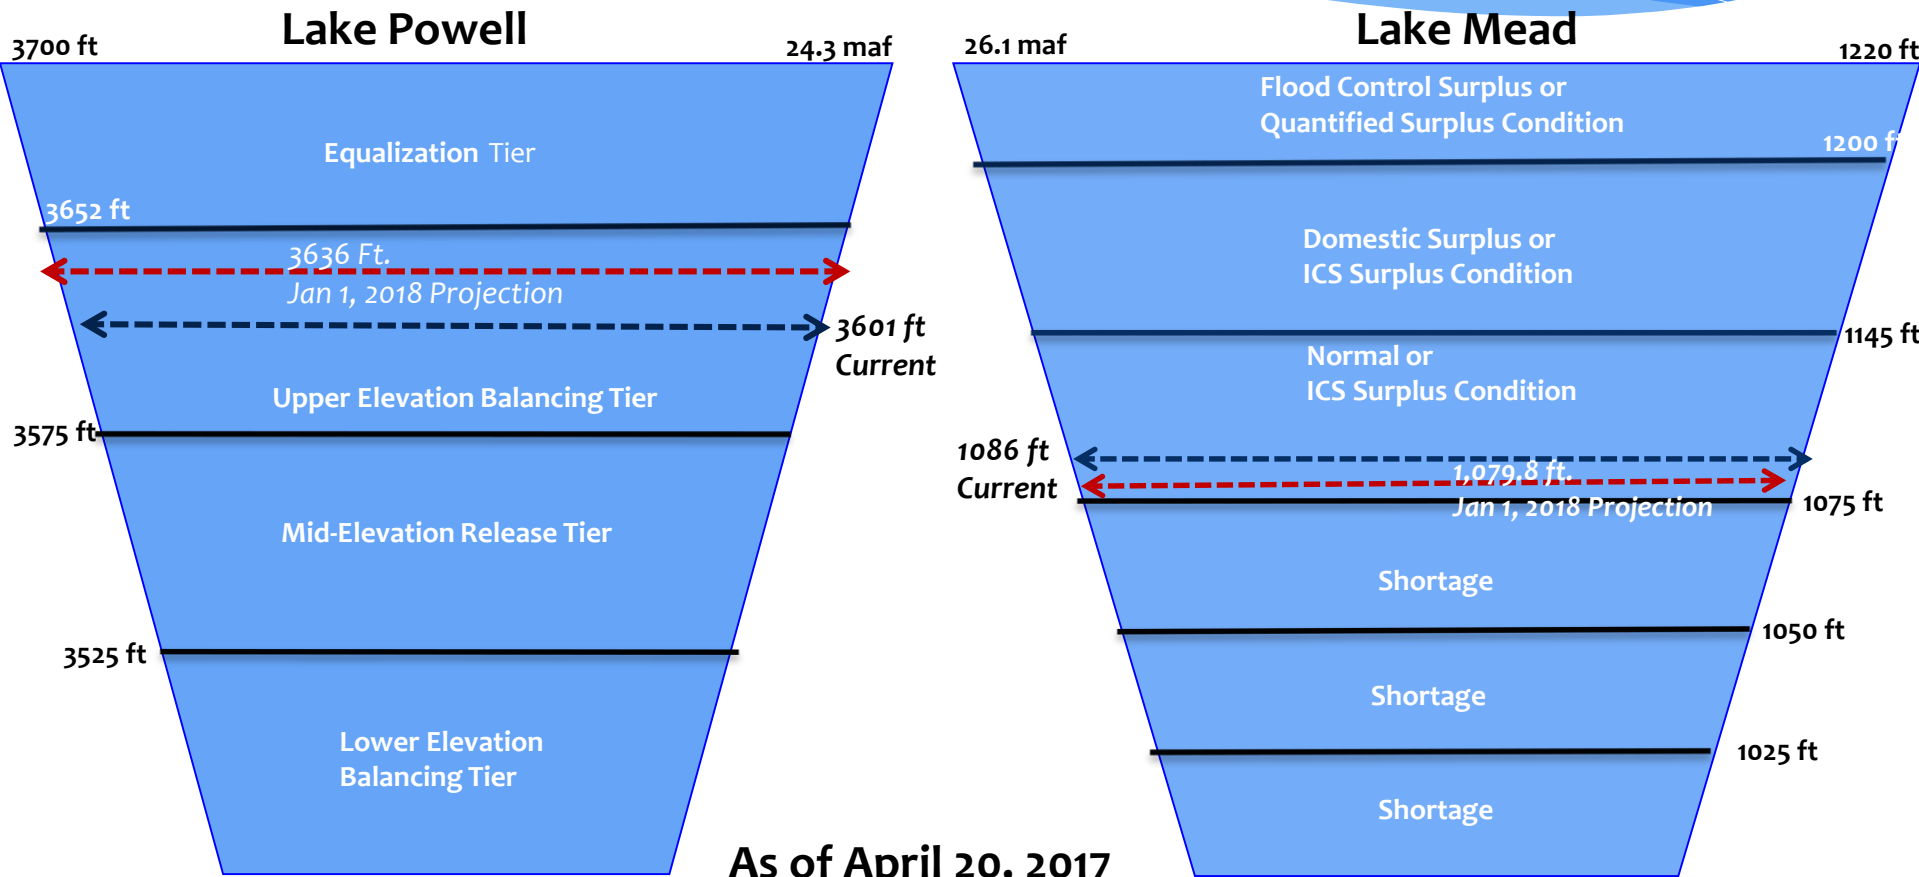 Lake Powell
3700 ft
24.3 maf
Equalization Tier
3652 ft
3636 Ft.
Jan 1, 2018 Projection
3601 ft
Current
Upper Elevation Balancing Tier
3575 ft
Mid-Elevation Release Tier
3525 ft
Lower Elevation
Balancing Tier
Lake Mead
26.1 maf
1220 ft
Flood Control Surplus or
Quantified Surplus Condition
1200 ft
Domestic Surplus or
ICS Surplus Condition
1145 ft
Normal or
ICS Surplus Condition
1086 ft
Current
1,079.8 ft.
Jan 1, 2018 Projection
1075 ft
Shortage
1050 ft
Shortage
1025 ft
Shortage
As of April 20, 2017